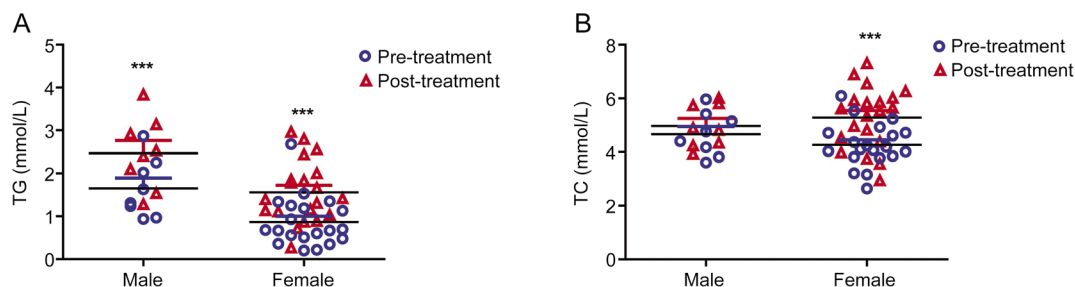 A
TG (mmol/L)
5
4
3
2
1
0
***
***
Male
Female
Pre-treatment
Post-treatment
B
TC (mmol/L)
8
6
4
2
0
***
Male
Female
Pre-treatment
Post-treatment